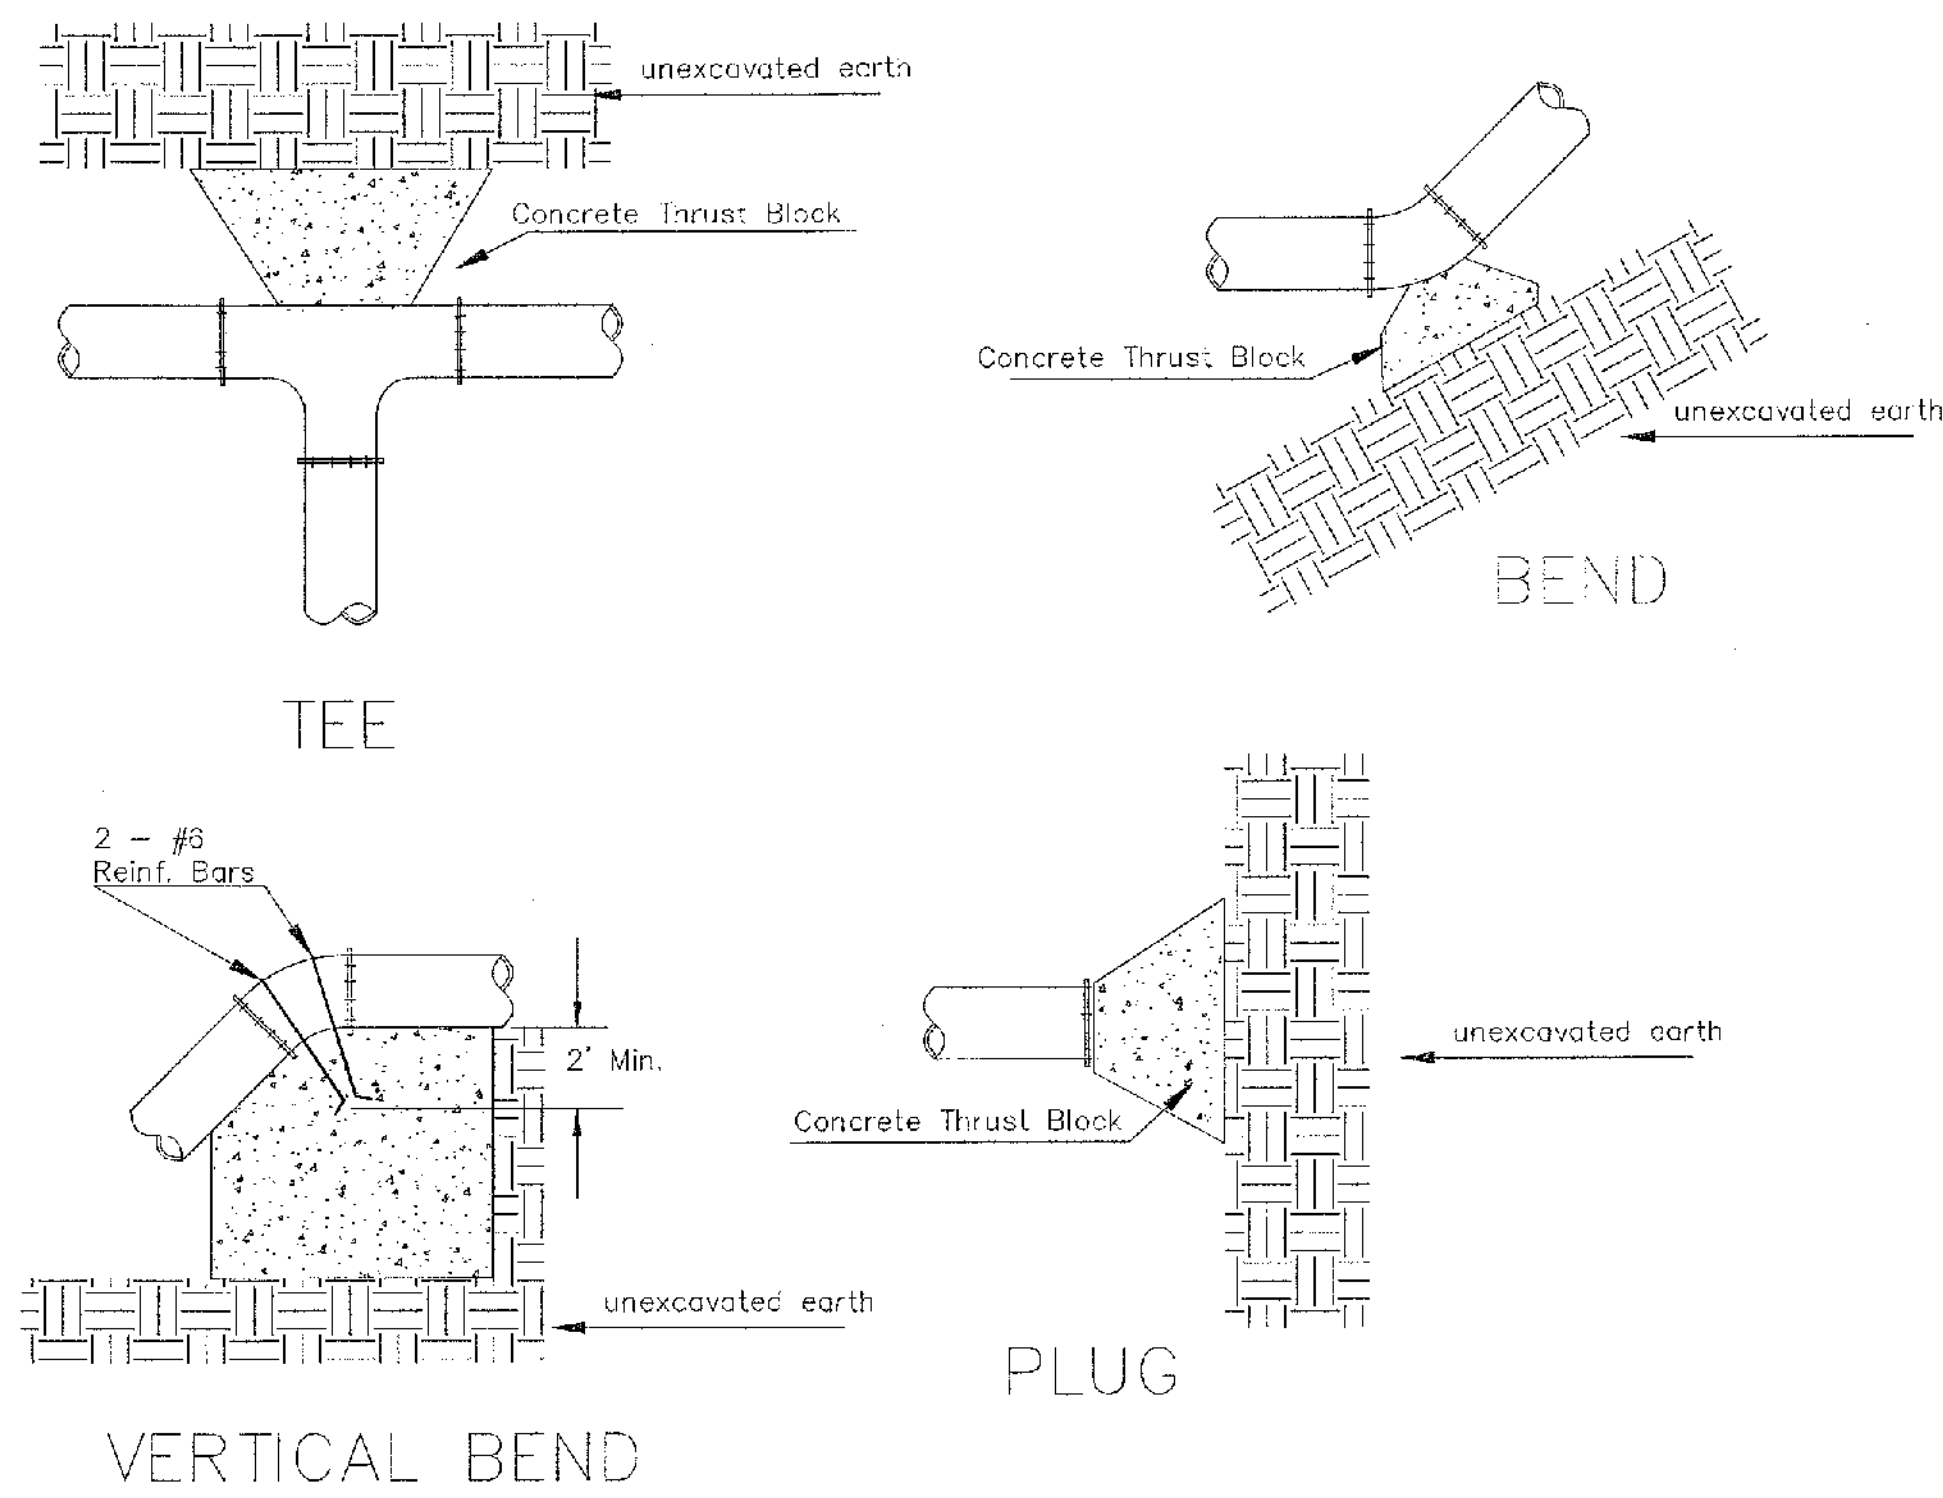 unexcavated earth
Concrete Thrust Block
TEE
Concrete Thrust Block
unexcavated earth
BEND
2 - #6
Reinf. Bars
2' Min.
unexcavated earth
VERTICAL BEND
Concrete Thrust Block
unexcavated earth
PLUG